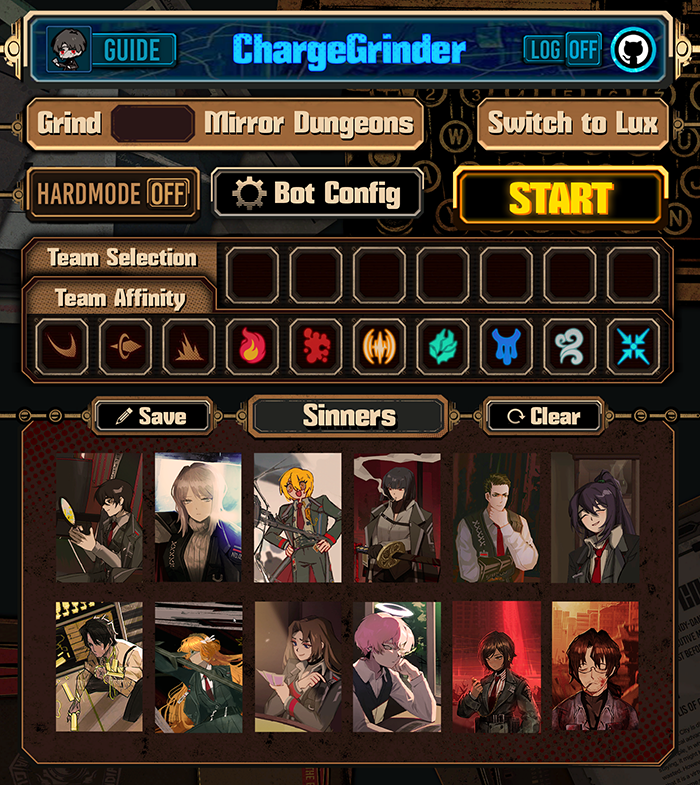 GUIDE
ChargeGrinder
LOG OFF
Grind Mirror Dungeons
Switch to Lux
HARDMODE OFF
Bot Config
START
Team Selection
Team Affinity
Save
Sinners
Clear